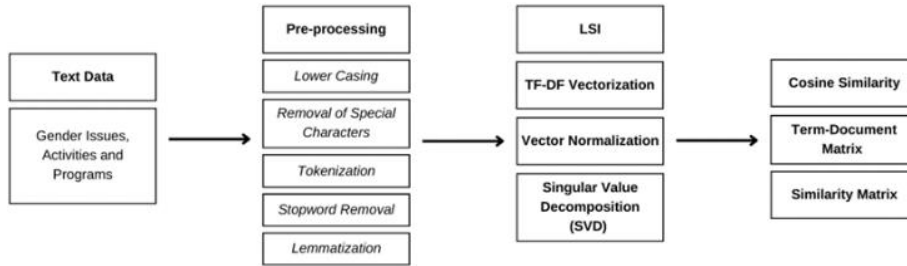 Text Data
Gender Issues,
Activities and
Programs
Pre-processing
Lower Casing
Removal of Special
Characters
Tokenization
Stopword Removal
Lemmatization
LSI
TF-DF Vectorization
Vector Normalization
Singular Value
Decomposition
(SVD)
Cosine Similarity
Term-Document
Matrix
Similarity Matrix